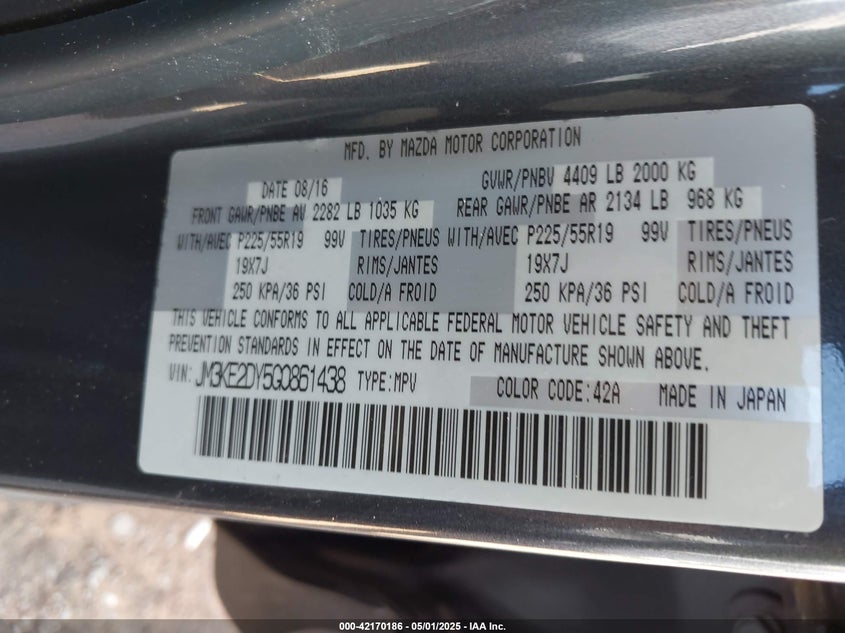 MFD. BY MAZDA MOTOR CORPORATION
DATE 08/16 GVWR/PNBV 4409 LB 2000 KG
FRONT GAWR/PNBE AV 2282 LB 1035 KG REAR GAWR/PNBE AR 2134 LB 968 KG
WITH/AVEC P225/55R19 99V TIRES/PNEUS WITH/AVEC P225/55R19 99V TIRES/PNEUS
19X7J RIMS/JANTES 19X7J RIMS/JANTES
250 KPA/36 PSI COLD/A FROID 250 KPA/36 PSI COLD/A FROID
THIS VEHICLE CONFORMS TO ALL APPLICABLE FEDERAL MOTOR VEHICLE SAFETY AND THEFT
PREVENTION STANDARDS IN EFFECT ON THE DATE OF MANUFACTURE SHOWN ABOVE.
VIN: JM3KE2DY5G0861438 TYPE:MPV COLOR CODE:42A MADE IN JAPAN
000-42170186 - 05/01/2025 - IAA Inc.